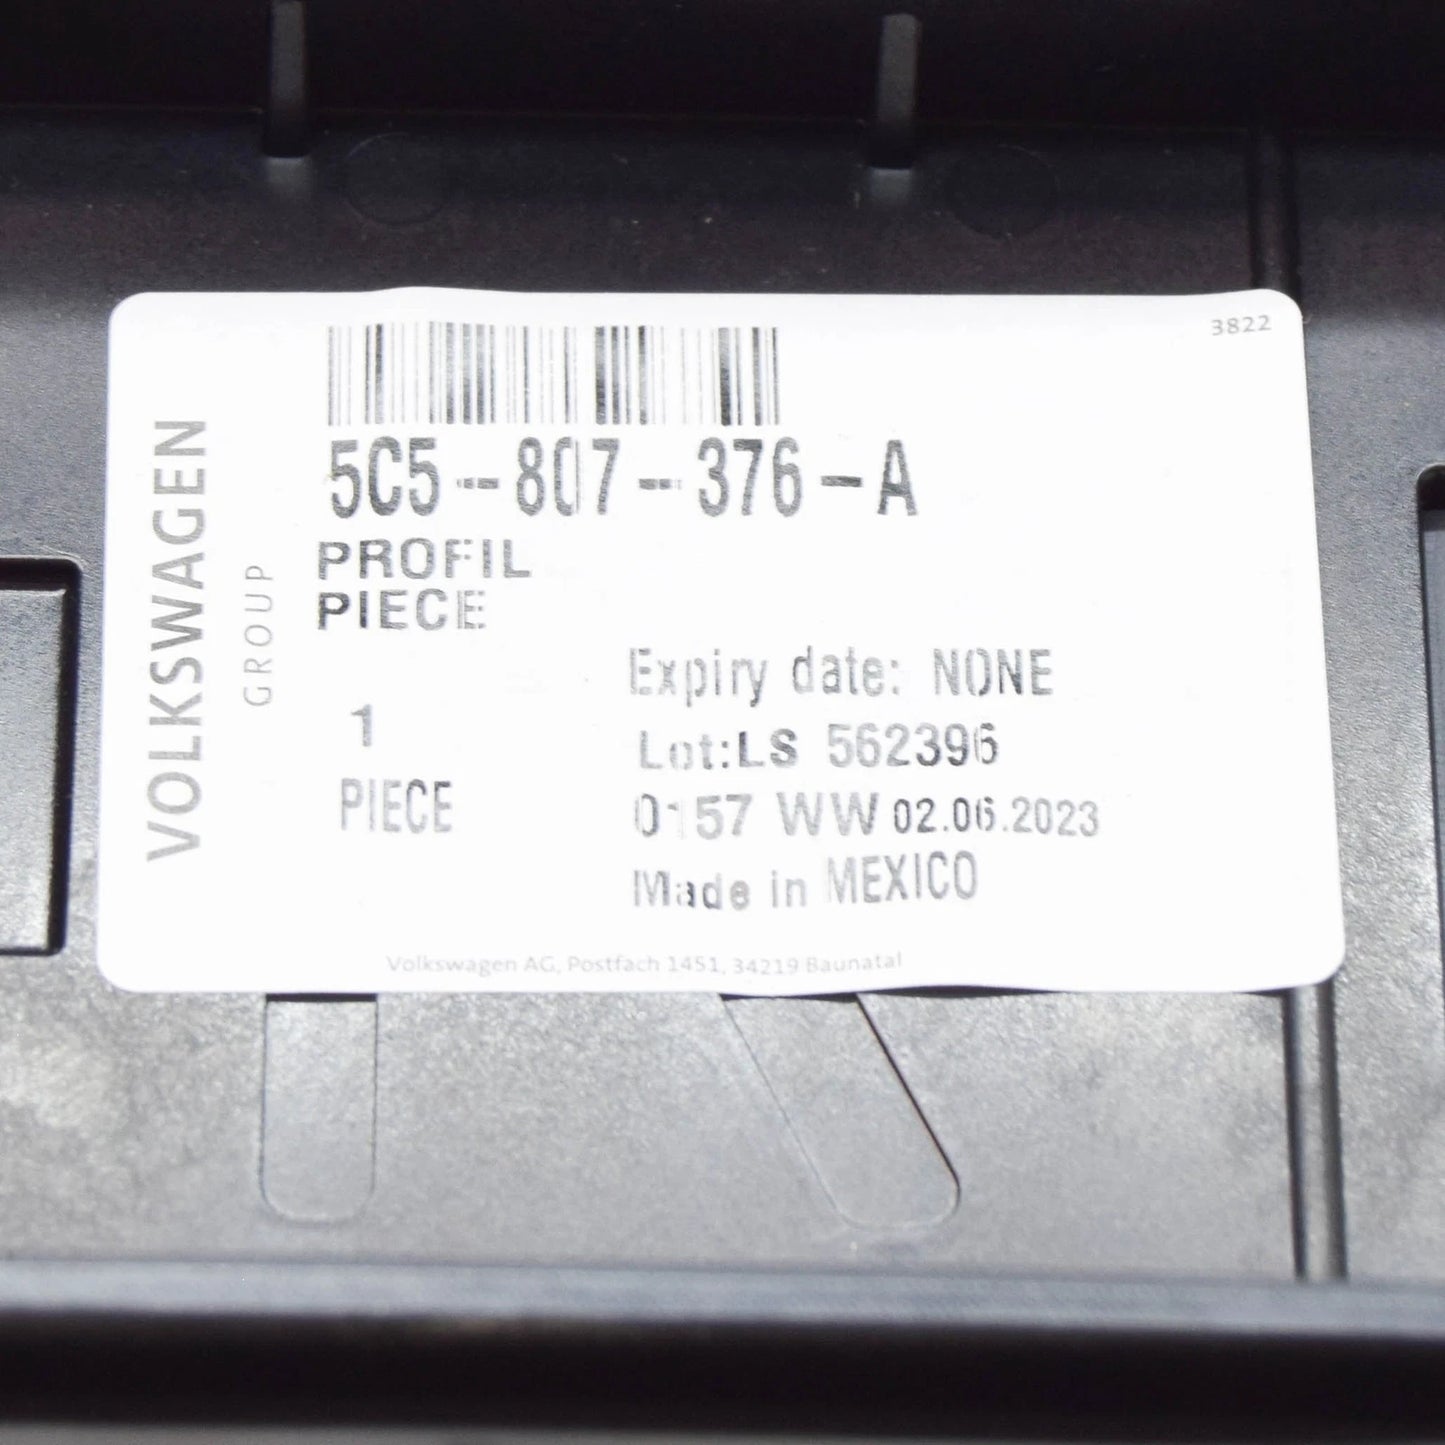 3822
VOLKSWAGEN
GROUP
5C5-807-376-A
PROFIL
PIECE
1
PIECE
Expiry date: NONE
Lot:LS 562396
0157 WW 02.06.2023
Made in MEXICO
Volkswagen AG, Postfach 1451, 34219 Baunatal